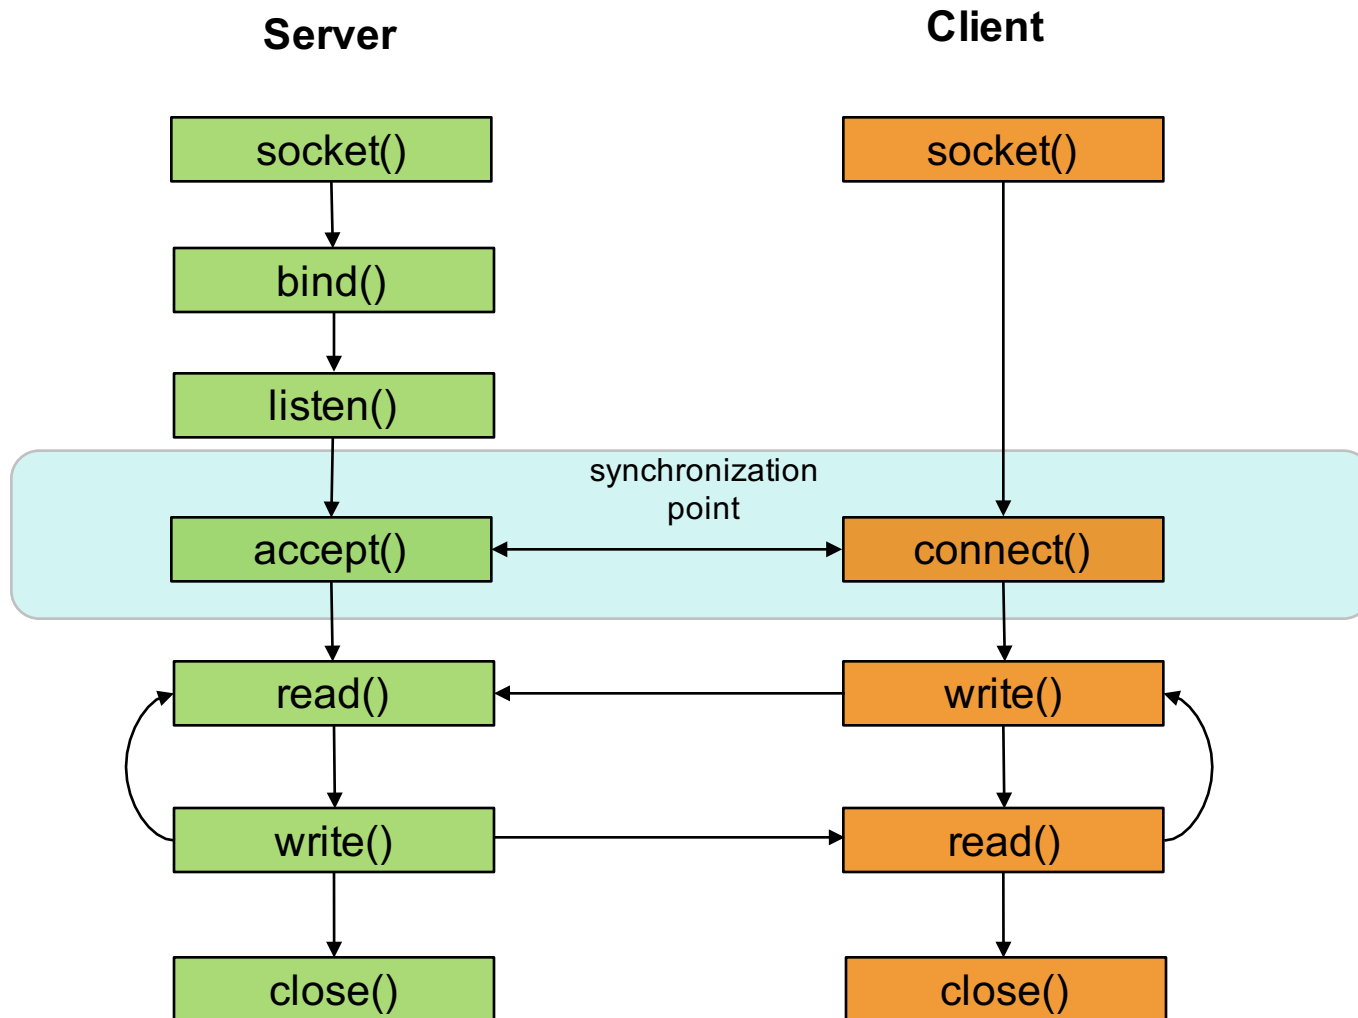 Server
Client
socket()
socket()
bind()
listen()
synchronization
point
accept()
connect()
read()
write()
write()
read()
close()
close()